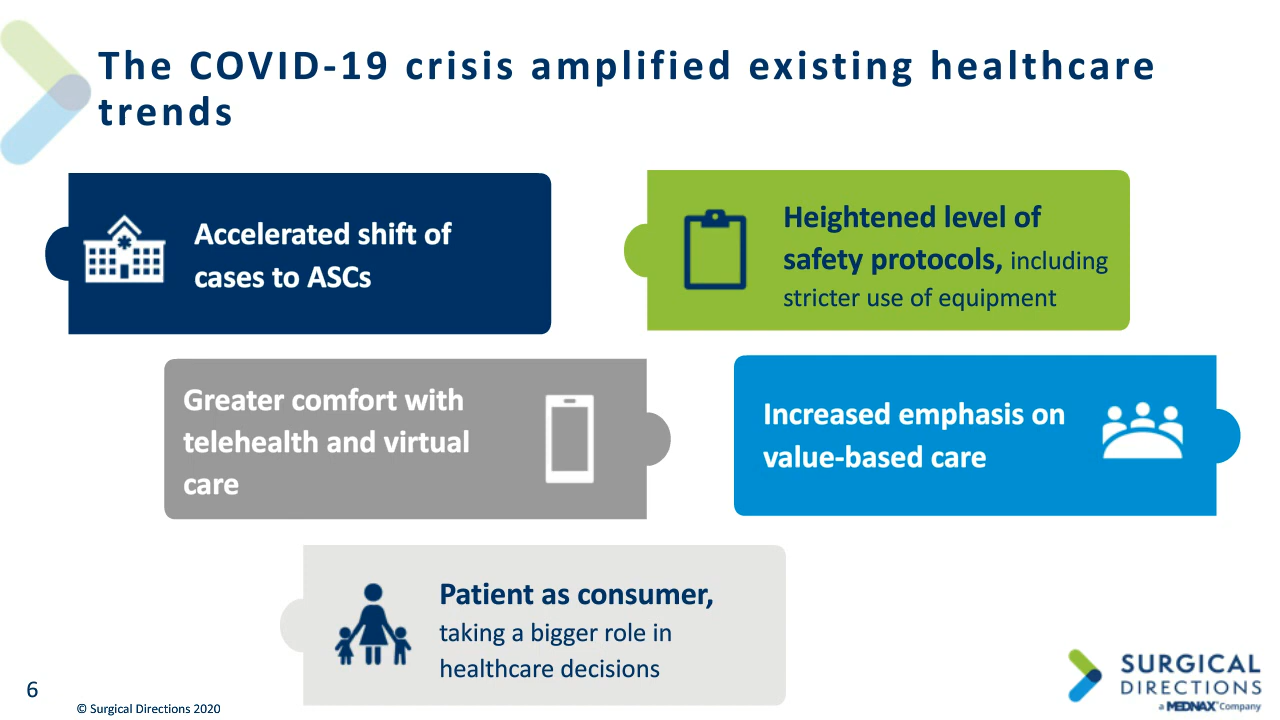 The COVID-19 crisis amplified existing healthcare
trends
Accelerated shift of
cases to ASCs
Heightened level of
safety protocols, including
stricter use of equipment
Greater comfort with
telehealth and virtual
care
Increased emphasis on
value-based care
Patient as consumer,
taking a bigger role in
healthcare decisions
6
© Surgical Directions 2020
SURGICAL
DIRECTIONS
a MEDNAX™ Company